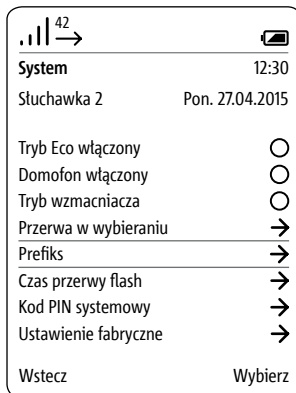 42
System 12:30
Słuchawka 2 Pon. 27.04.2015
Tryb Eco włączony
Domofon włączony
Tryb wzmacniacza
Przerwa w wybieraniu
Prefiks
Czas przerwy flash
Kod PIN systemowy
Ustawienie fabryczne
Wstecz Wybierz